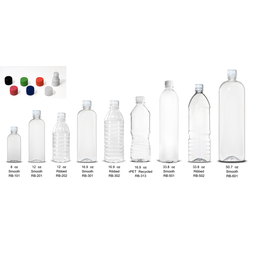 8 oz
Smooth
RB-101
12 oz
Smooth
RB-201
12 oz
Ribbed
RB-202
16.9 oz
Smooth
RB-301
16.9 oz
Ribbed
RB-302
16.9 oz
rPET Recycled
RB-313
33.8 oz
Smooth
RB-501
33.8 oz
Ribbed
RB-502
50.7 oz
Smooth
RB-601